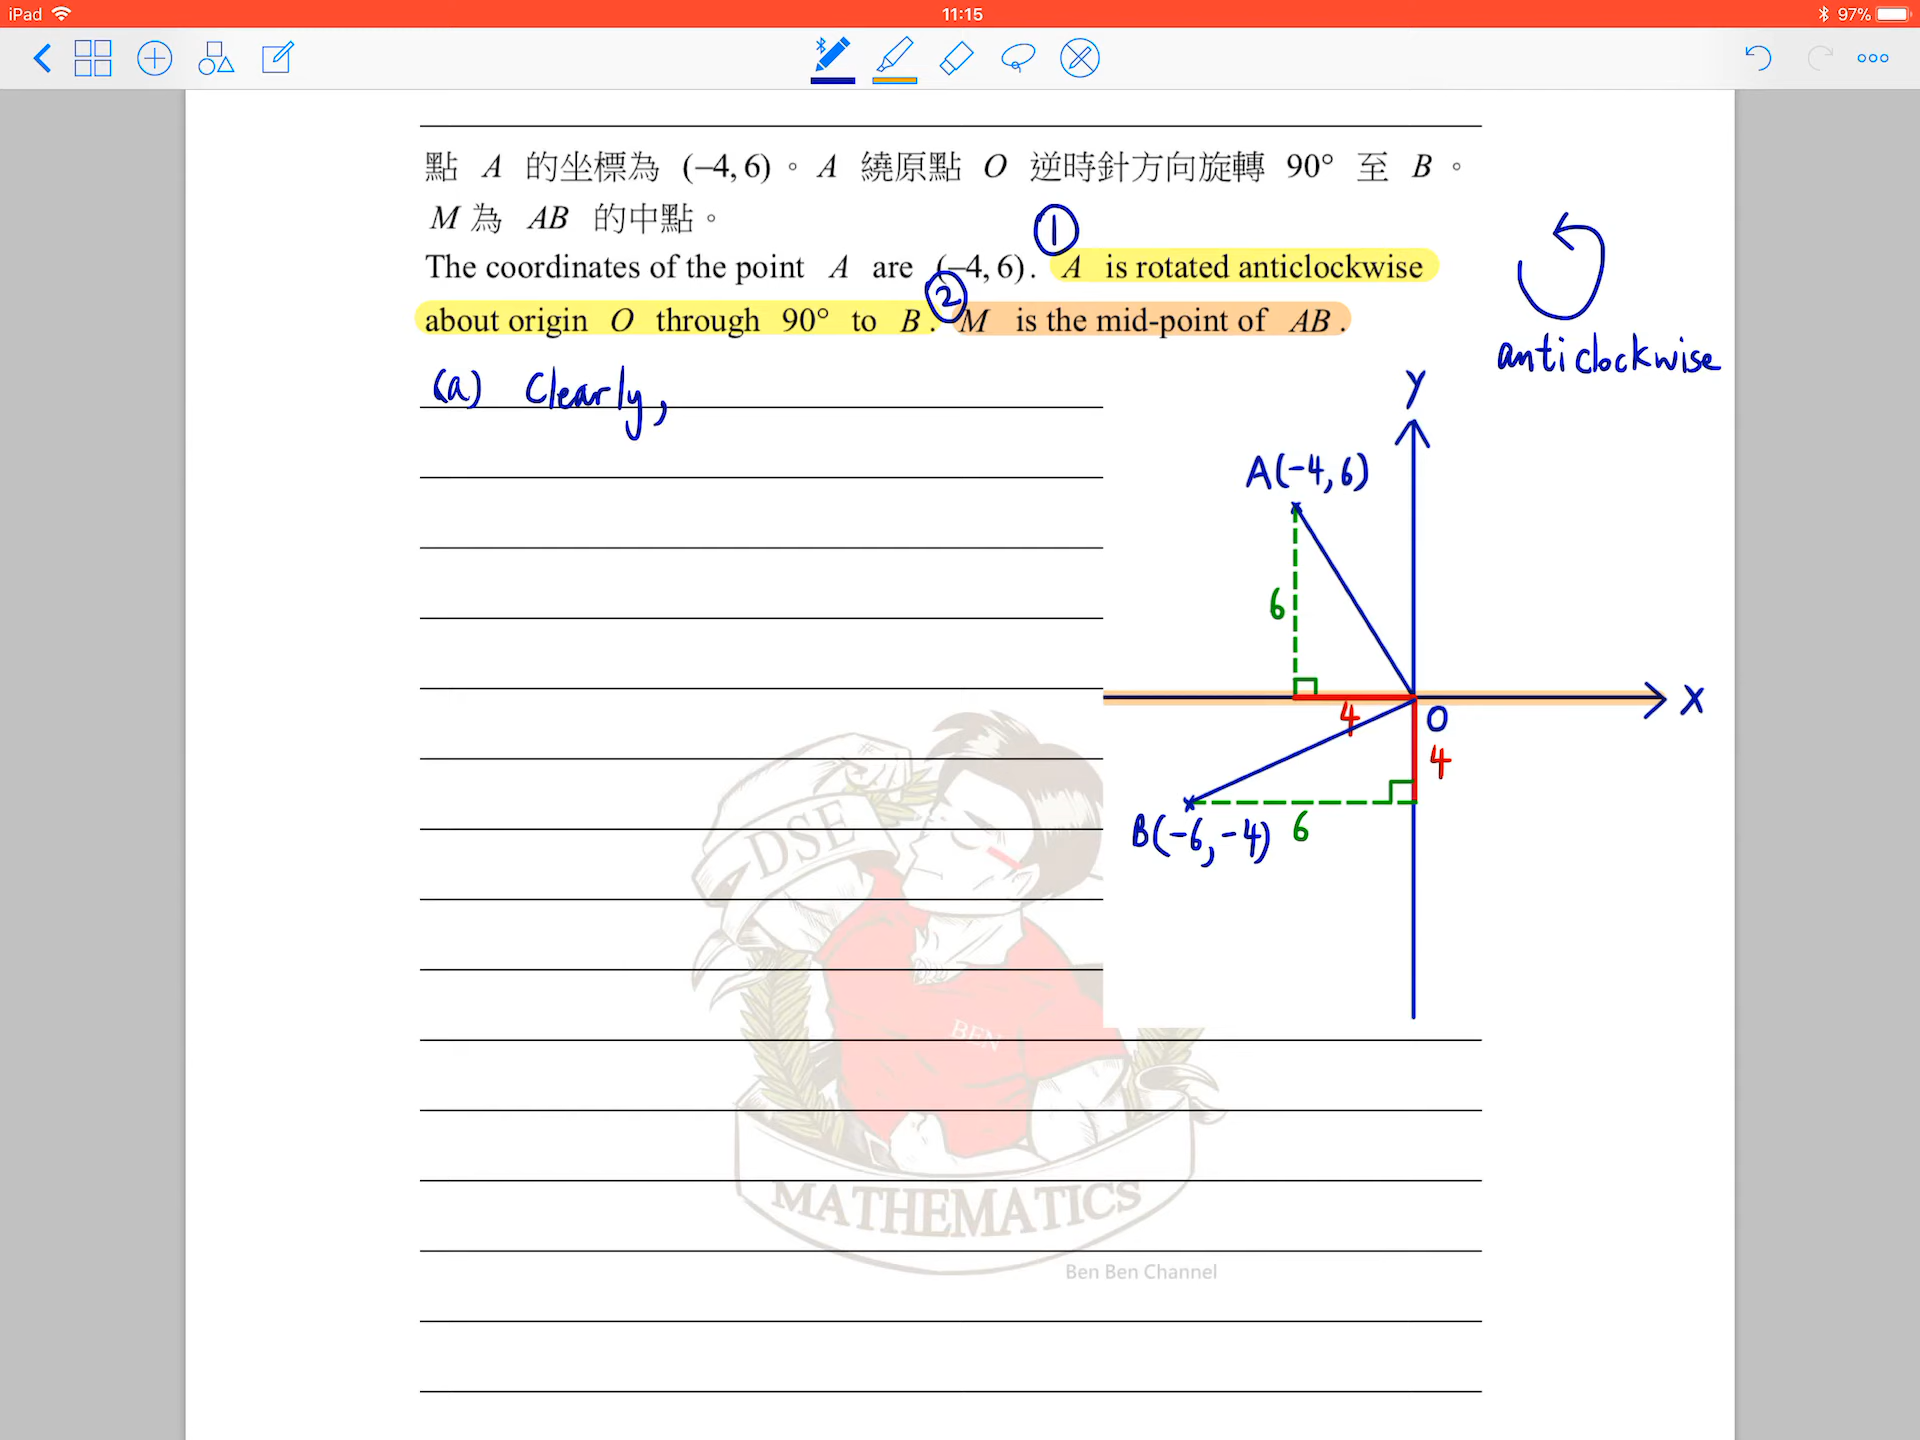 iPad
11:15
97%
點 A 的坐標為 (–4, 6)。A 繞原點 O 逆時針方向旋轉 90° 至 B。
M 為 AB 的中點。
①
The coordinates of the point A are (–4, 6). A is rotated anticlockwise
②
about origin O through 90° to B. M is the mid-point of AB.
anticlockwise
(a) Clearly,
y
A(-4,6)
6
x
4
O
4
B(-6,-4)
6
DSE
BEN
MATHEMATICS
Ben Ben Channel